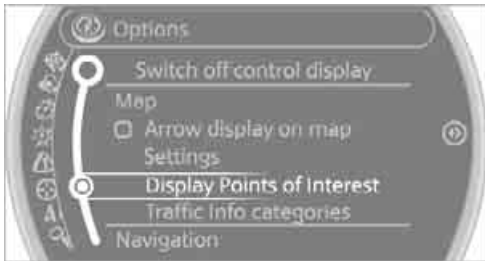 Options
Switch off control display
Map
Arrow display on map
Settings
Display Points of Interest
Traffic Info categories
Navigation